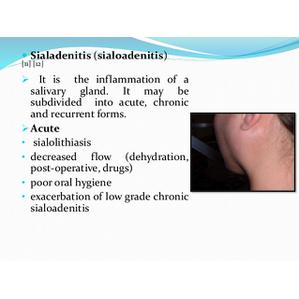 • Sialadenitis (sialoadenitis)
[11] [12]
➢ It is the inflammation of a
salivary gland. It may be
subdivided into acute, chronic
and recurrent forms.
➢ Acute
• sialolithiasis
• decreased flow (dehydration,
post-operative, drugs)
• poor oral hygiene
• exacerbation of low grade chronic
sialoadenitis